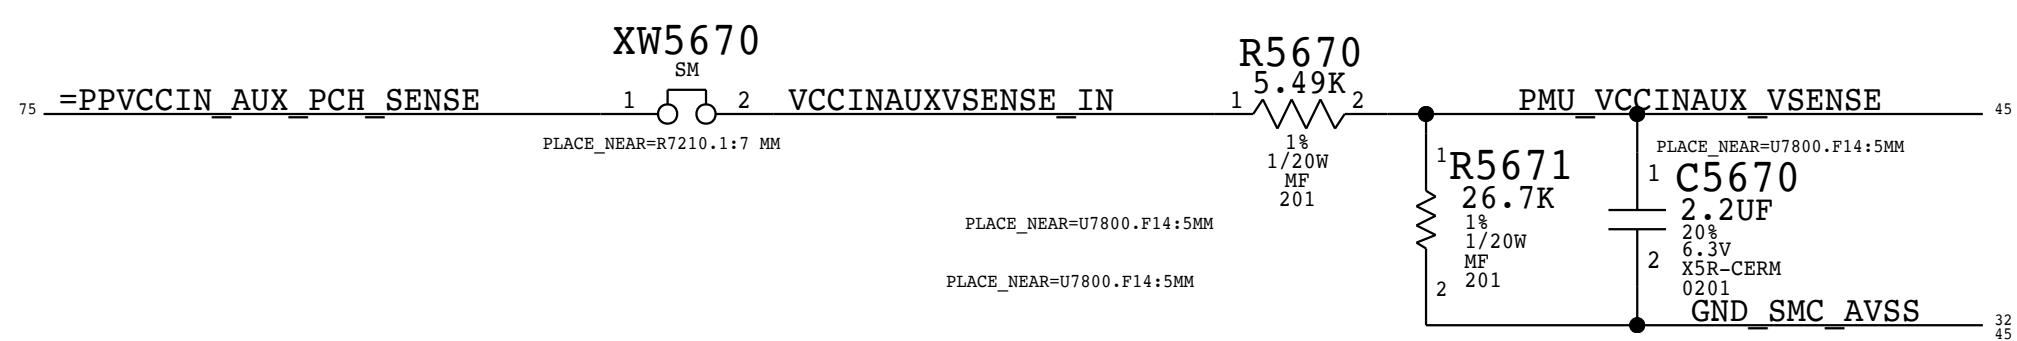 XW5670
SM
75
=PPVCCIN_AUX_PCH_SENSE
1
2
PLACE_NEAR=R7210.1:7 MM
VCCINAUXVSENSE_IN
R5670
5.49K
1
2
1%
1/20W
MF
201
PLACE_NEAR=U7800.F14:5MM
PLACE_NEAR=U7800.F14:5MM
PMU_VCCINAUX_VSENSE
45
1
R5671
26.7K
1%
1/20W
MF
201
2
PLACE_NEAR=U7800.F14:5MM
1
C5670
2.2UF
20%
6.3V
X5R-CERM
0201
2
GND_SMC_AVSS
32
45